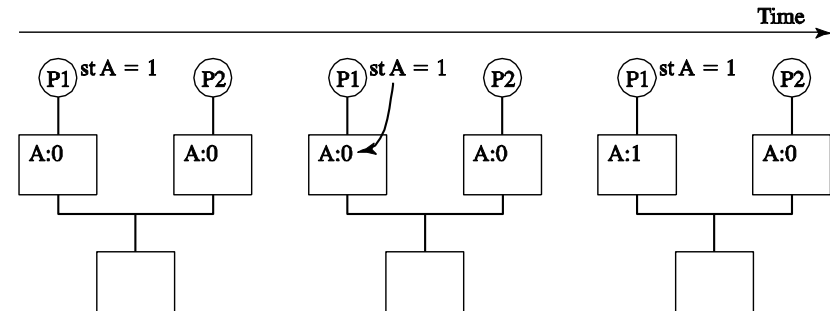 Time
P1 st A = 1 P2 P1 st A = 1 P2 P1 st A = 1 P2
A:0 A:0 A:0 A:0 A:1 A:0